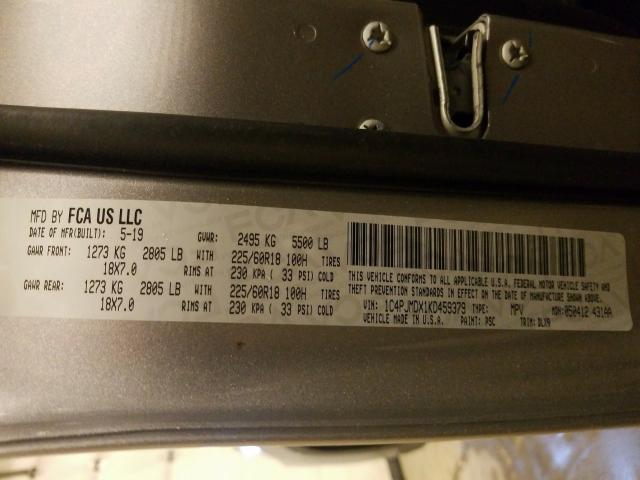 MFD BY FCA US LLC
DATE OF MFR(BUILT): 5-19 GVWR: 2495 KG 5500 LB
GAWR FRONT: 1273 KG 2805 LB WITH 225/60R18 100H TIRES
18X7.0 RIMS AT 230 KPA ( 33 PSI) COLD
GAWR REAR: 1273 KG 2805 LB WITH 225/60R18 100H TIRES
18X7.0 RIMS AT 230 KPA ( 33 PSI) COLD
THIS VEHICLE CONFORMS TO ALL APPLICABLE U.S.A. FEDERAL MOTOR VEHICLE SAFETY AND
THEFT PREVENTION STANDARDS IN EFFECT ON THE DATE OF MANUFACTURE SHOWN ABOVE.
VIN: 1C4PJMDX1KD459379 TYPE: MPV MDH: 050412 431AA
VEHICLE MADE IN U.S.A. PAINT: PSC TRIM: DLX9